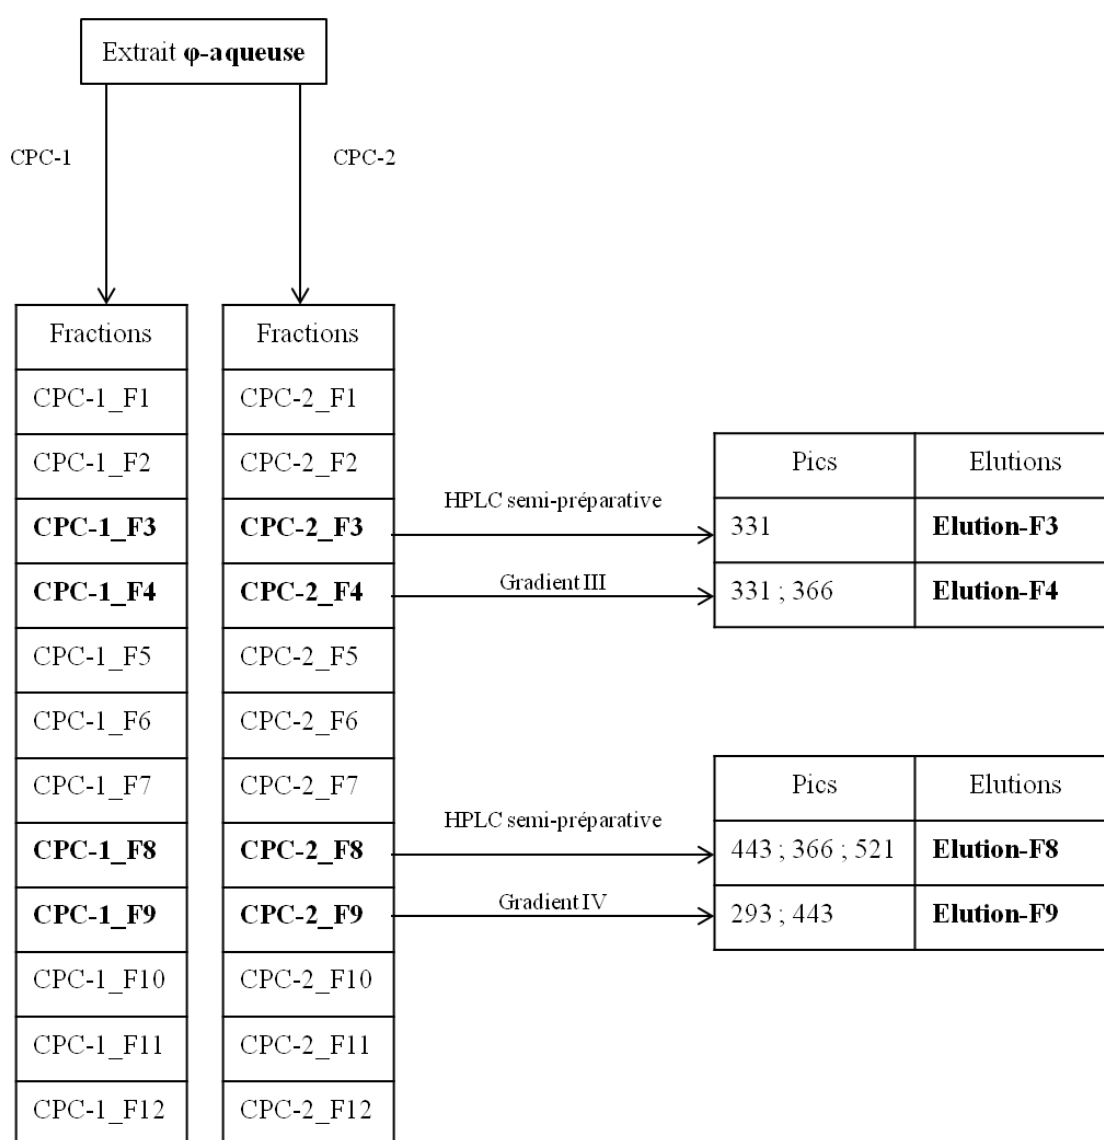 Extrait φ-aqueuse
CPC-1
CPC-2
Fractions
CPC-1_F1
CPC-1_F2
CPC-1_F3
CPC-1_F4
CPC-1_F5
CPC-1_F6
CPC-1_F7
CPC-1_F8
CPC-1_F9
CPC-1_F10
CPC-1_F11
CPC-1_F12
Fractions
CPC-2_F1
CPC-2_F2
CPC-2_F3
CPC-2_F4
CPC-2_F5
CPC-2_F6
CPC-2_F7
CPC-2_F8
CPC-2_F9
CPC-2_F10
CPC-2_F11
CPC-2_F12
HPLC semi-préparative
Gradient III
Pics Elutions
331 Elution-F3
331 ; 366 Elution-F4
HPLC semi-préparative
Gradient IV
Pics Elutions
443 ; 366 ; 521 Elution-F8
293 ; 443 Elution-F9